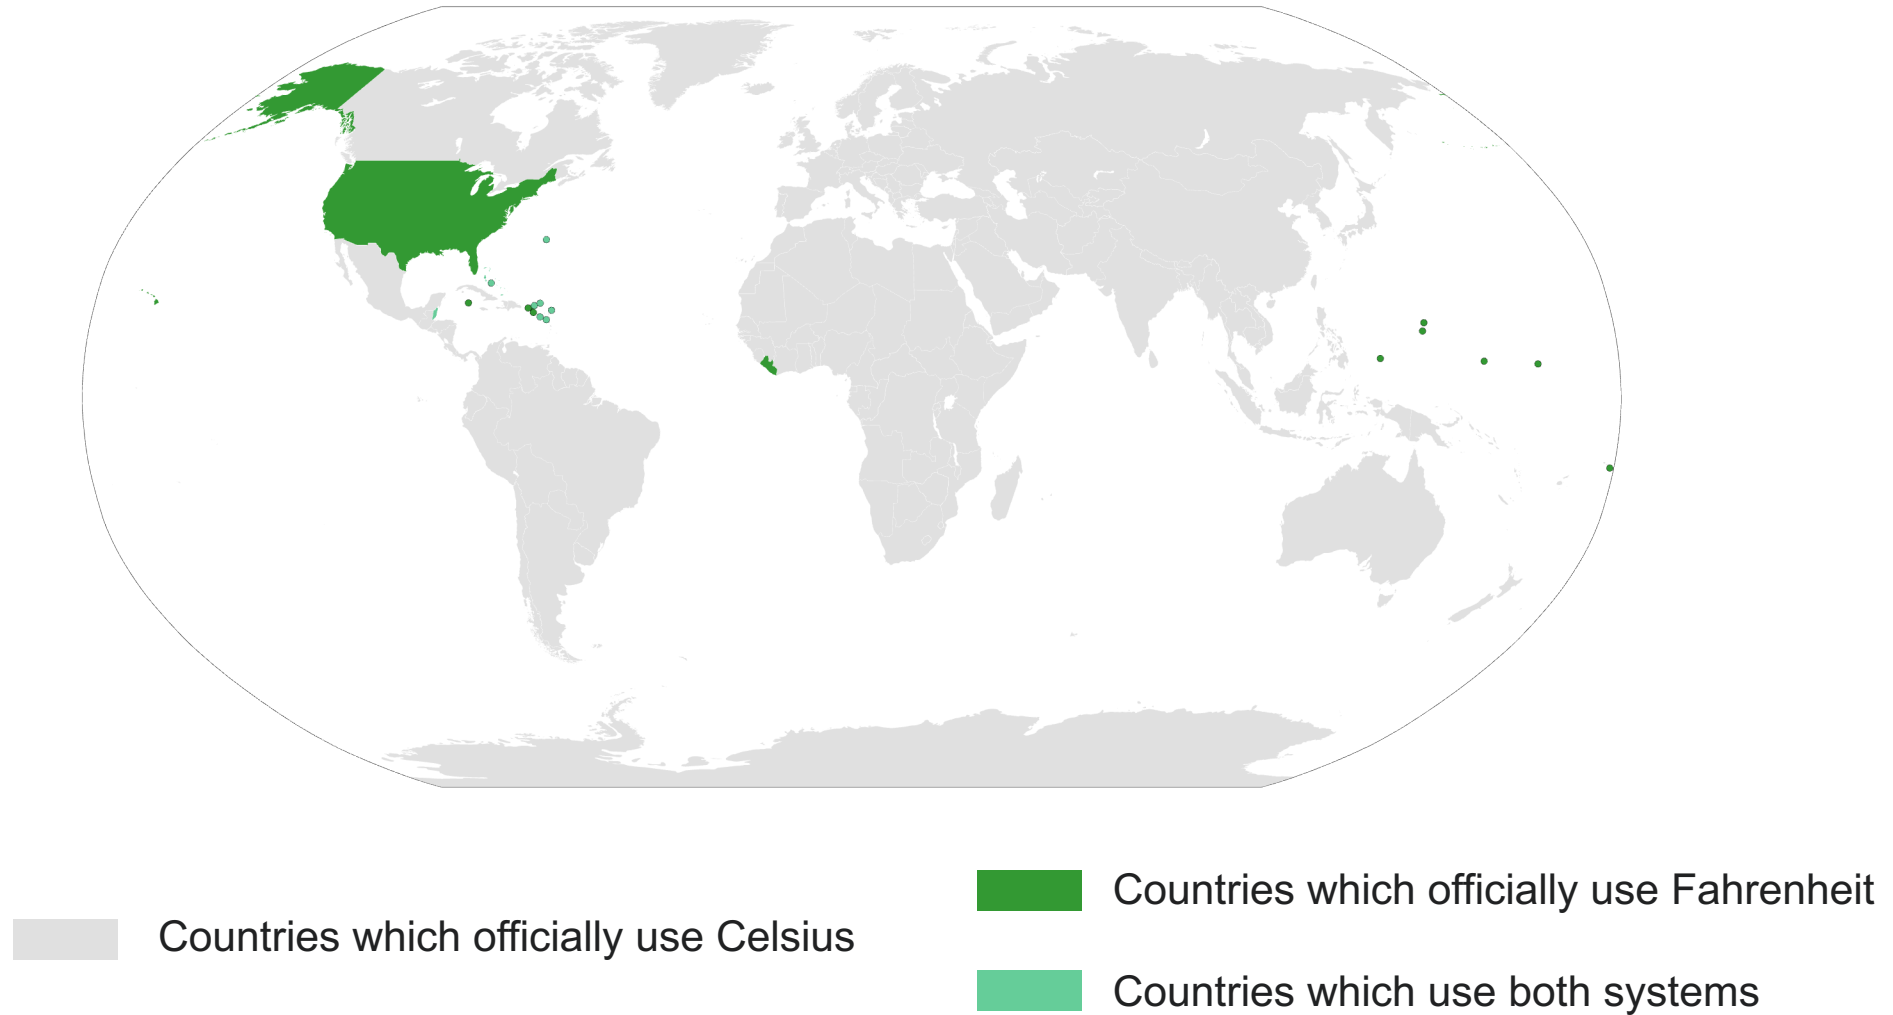 Countries which officially use Celsius
Countries which officially use Fahrenheit
Countries which use both systems